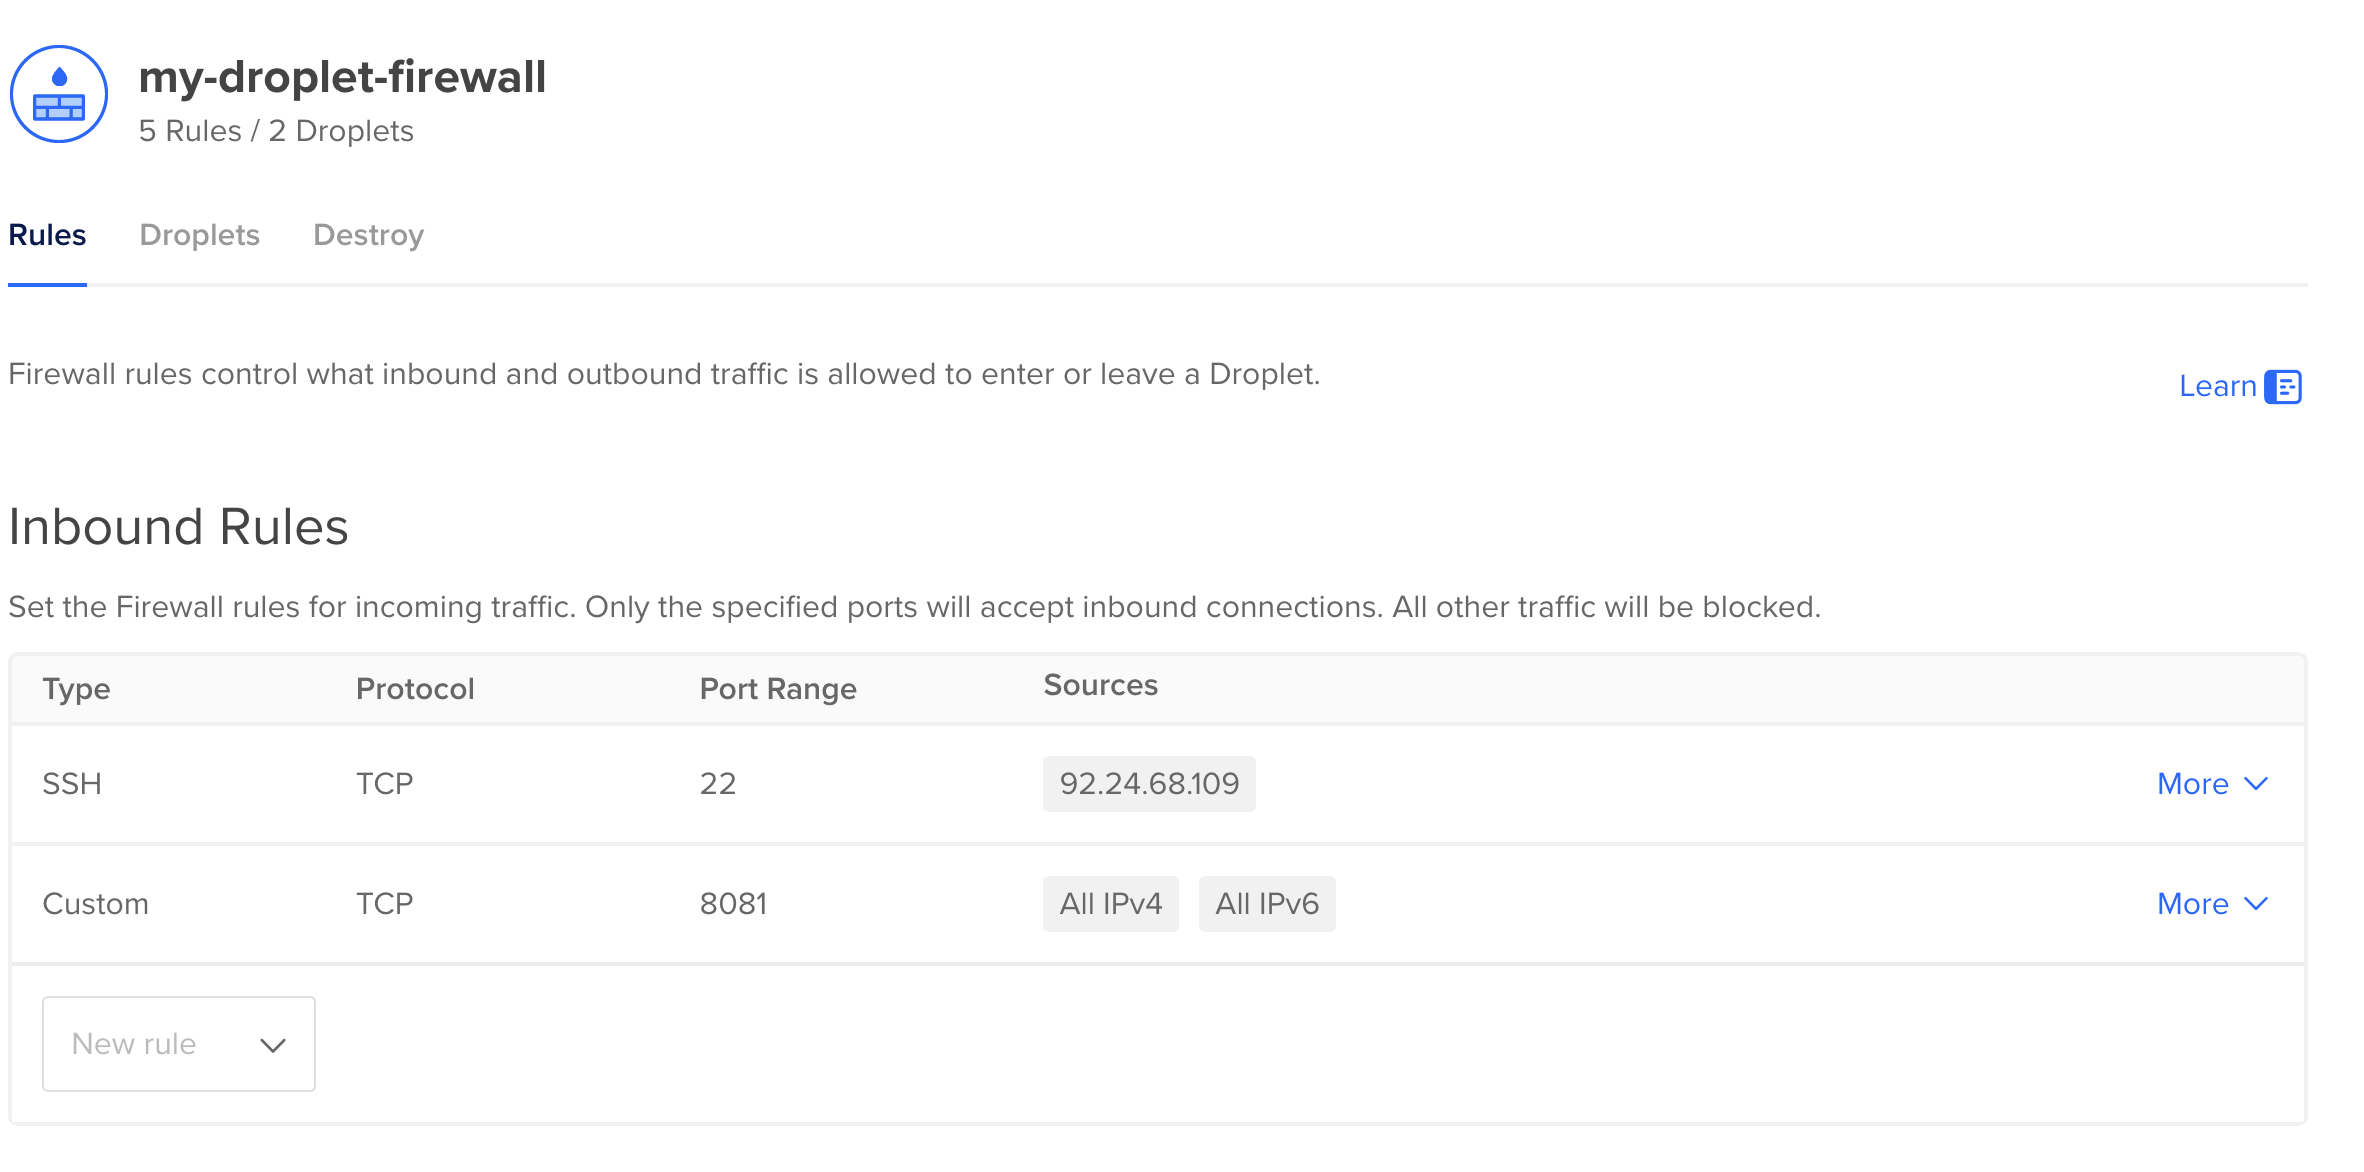 my-droplet-firewall
5 Rules / 2 Droplets
Rules Droplets Destroy
Firewall rules control what inbound and outbound traffic is allowed to enter or leave a Droplet.
Learn
Inbound Rules
Set the Firewall rules for incoming traffic. Only the specified ports will accept inbound connections. All other traffic will be blocked.
Type Protocol Port Range Sources
SSH TCP 22 92.24.68.109 More
Custom TCP 8081 All IPv4 All IPv6 More
New rule